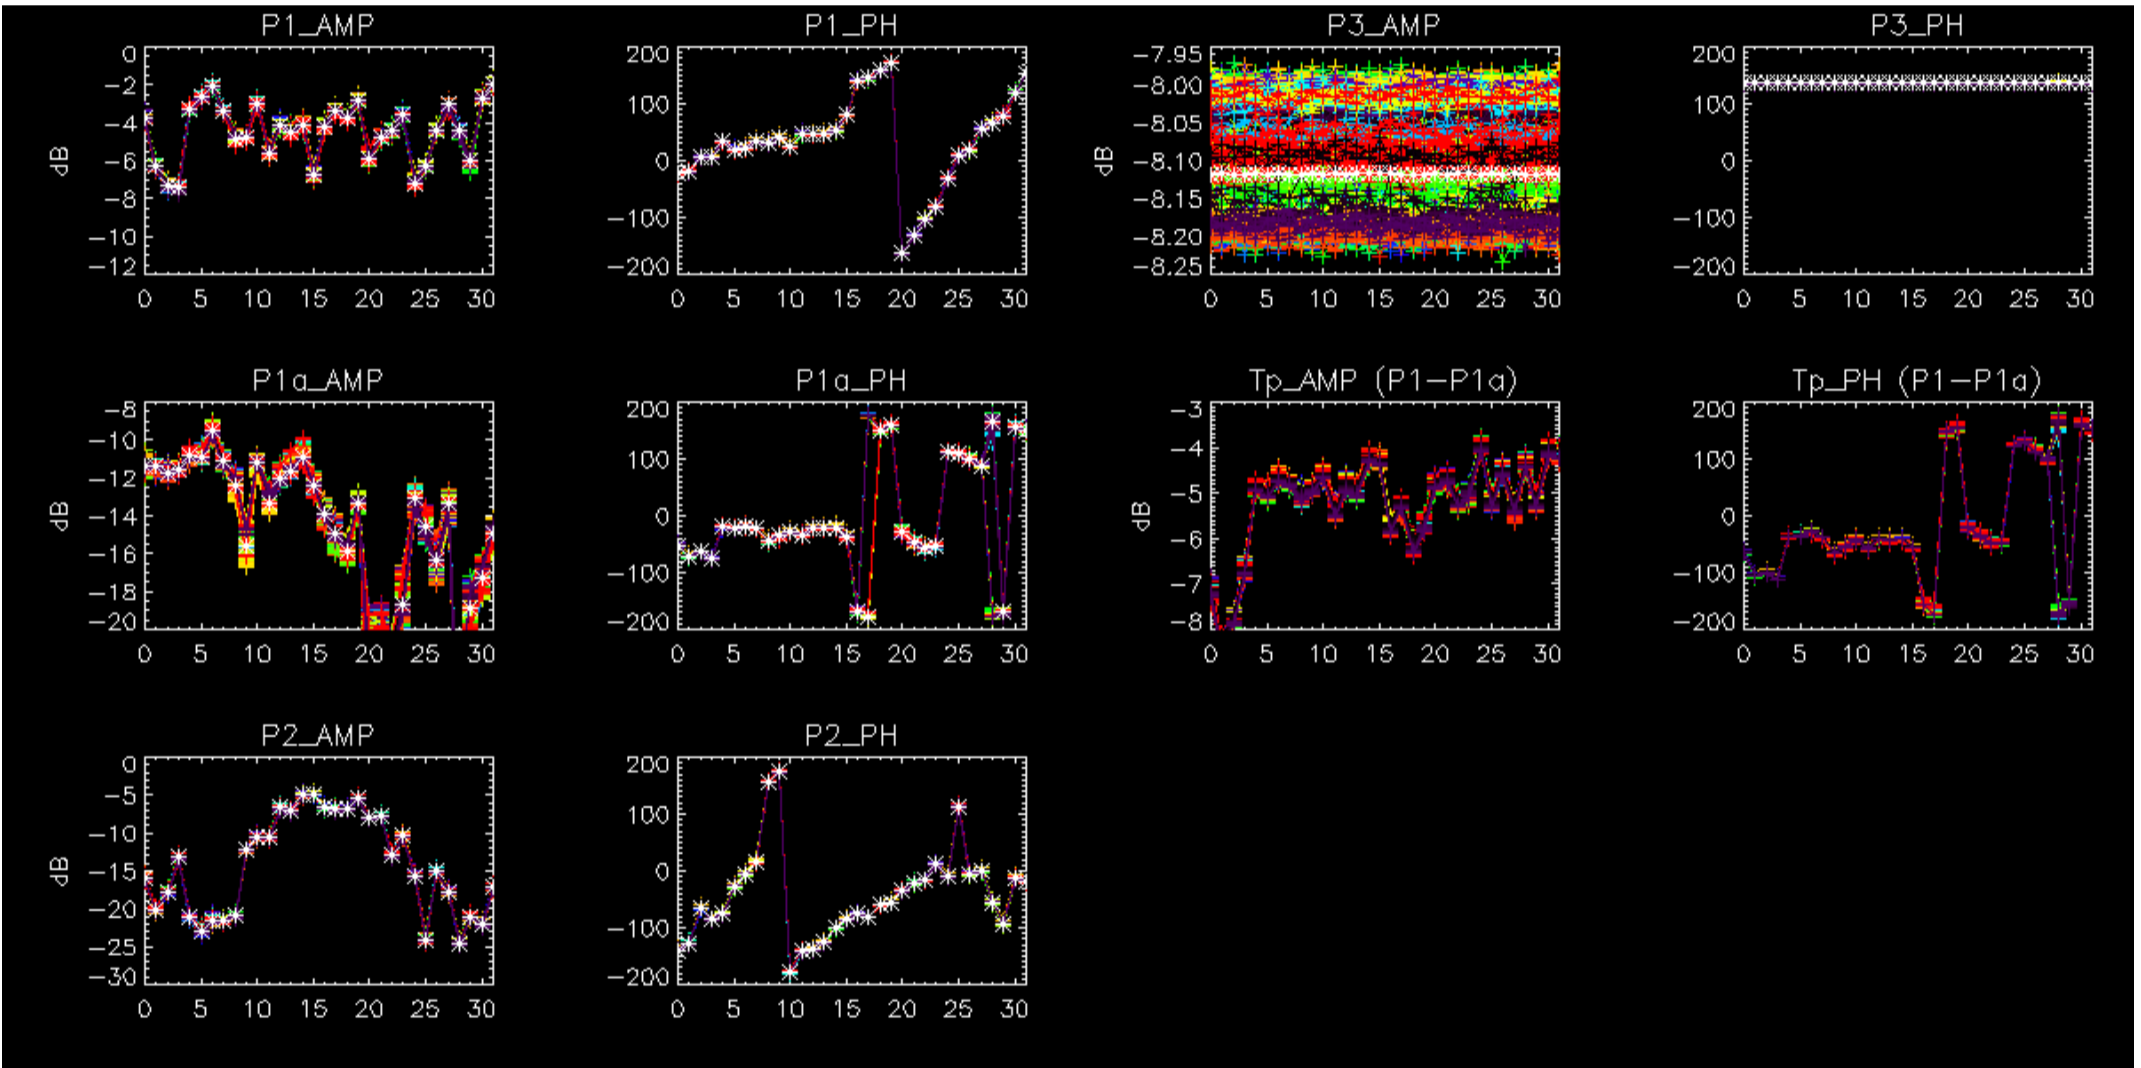 P1_AMP P1_PH P3_AMP P3_PH
0 200 -7.95 200
-2 -8.00
-4 100 -8.05 100
-6 0 -8.10 0
-8 -8.15
-10 -100 -8.20 -100
-12 -200 -8.25 -200
dB dB
0 5 10 15 20 25 30 0 5 10 15 20 25 30 0 5 10 15 20 25 30 0 5 10 15 20 25 30
P1a_AMP P1a_PH Tp_AMP (P1-P1a) Tp_PH (P1-P1a)
-8 200 -3 200
-10 100 -4 100
-12 -5
-14 0 0
-16 -6
-18 -100 -7 -100
-20 -200 -8 -200
dB dB
0 5 10 15 20 25 30 0 5 10 15 20 25 30 0 5 10 15 20 25 30 0 5 10 15 20 25 30
P2_AMP P2_PH
0 200
-5 100
-10
-15 0
-20 -100
-25
-30 -200
dB
0 5 10 15 20 25 30 0 5 10 15 20 25 30